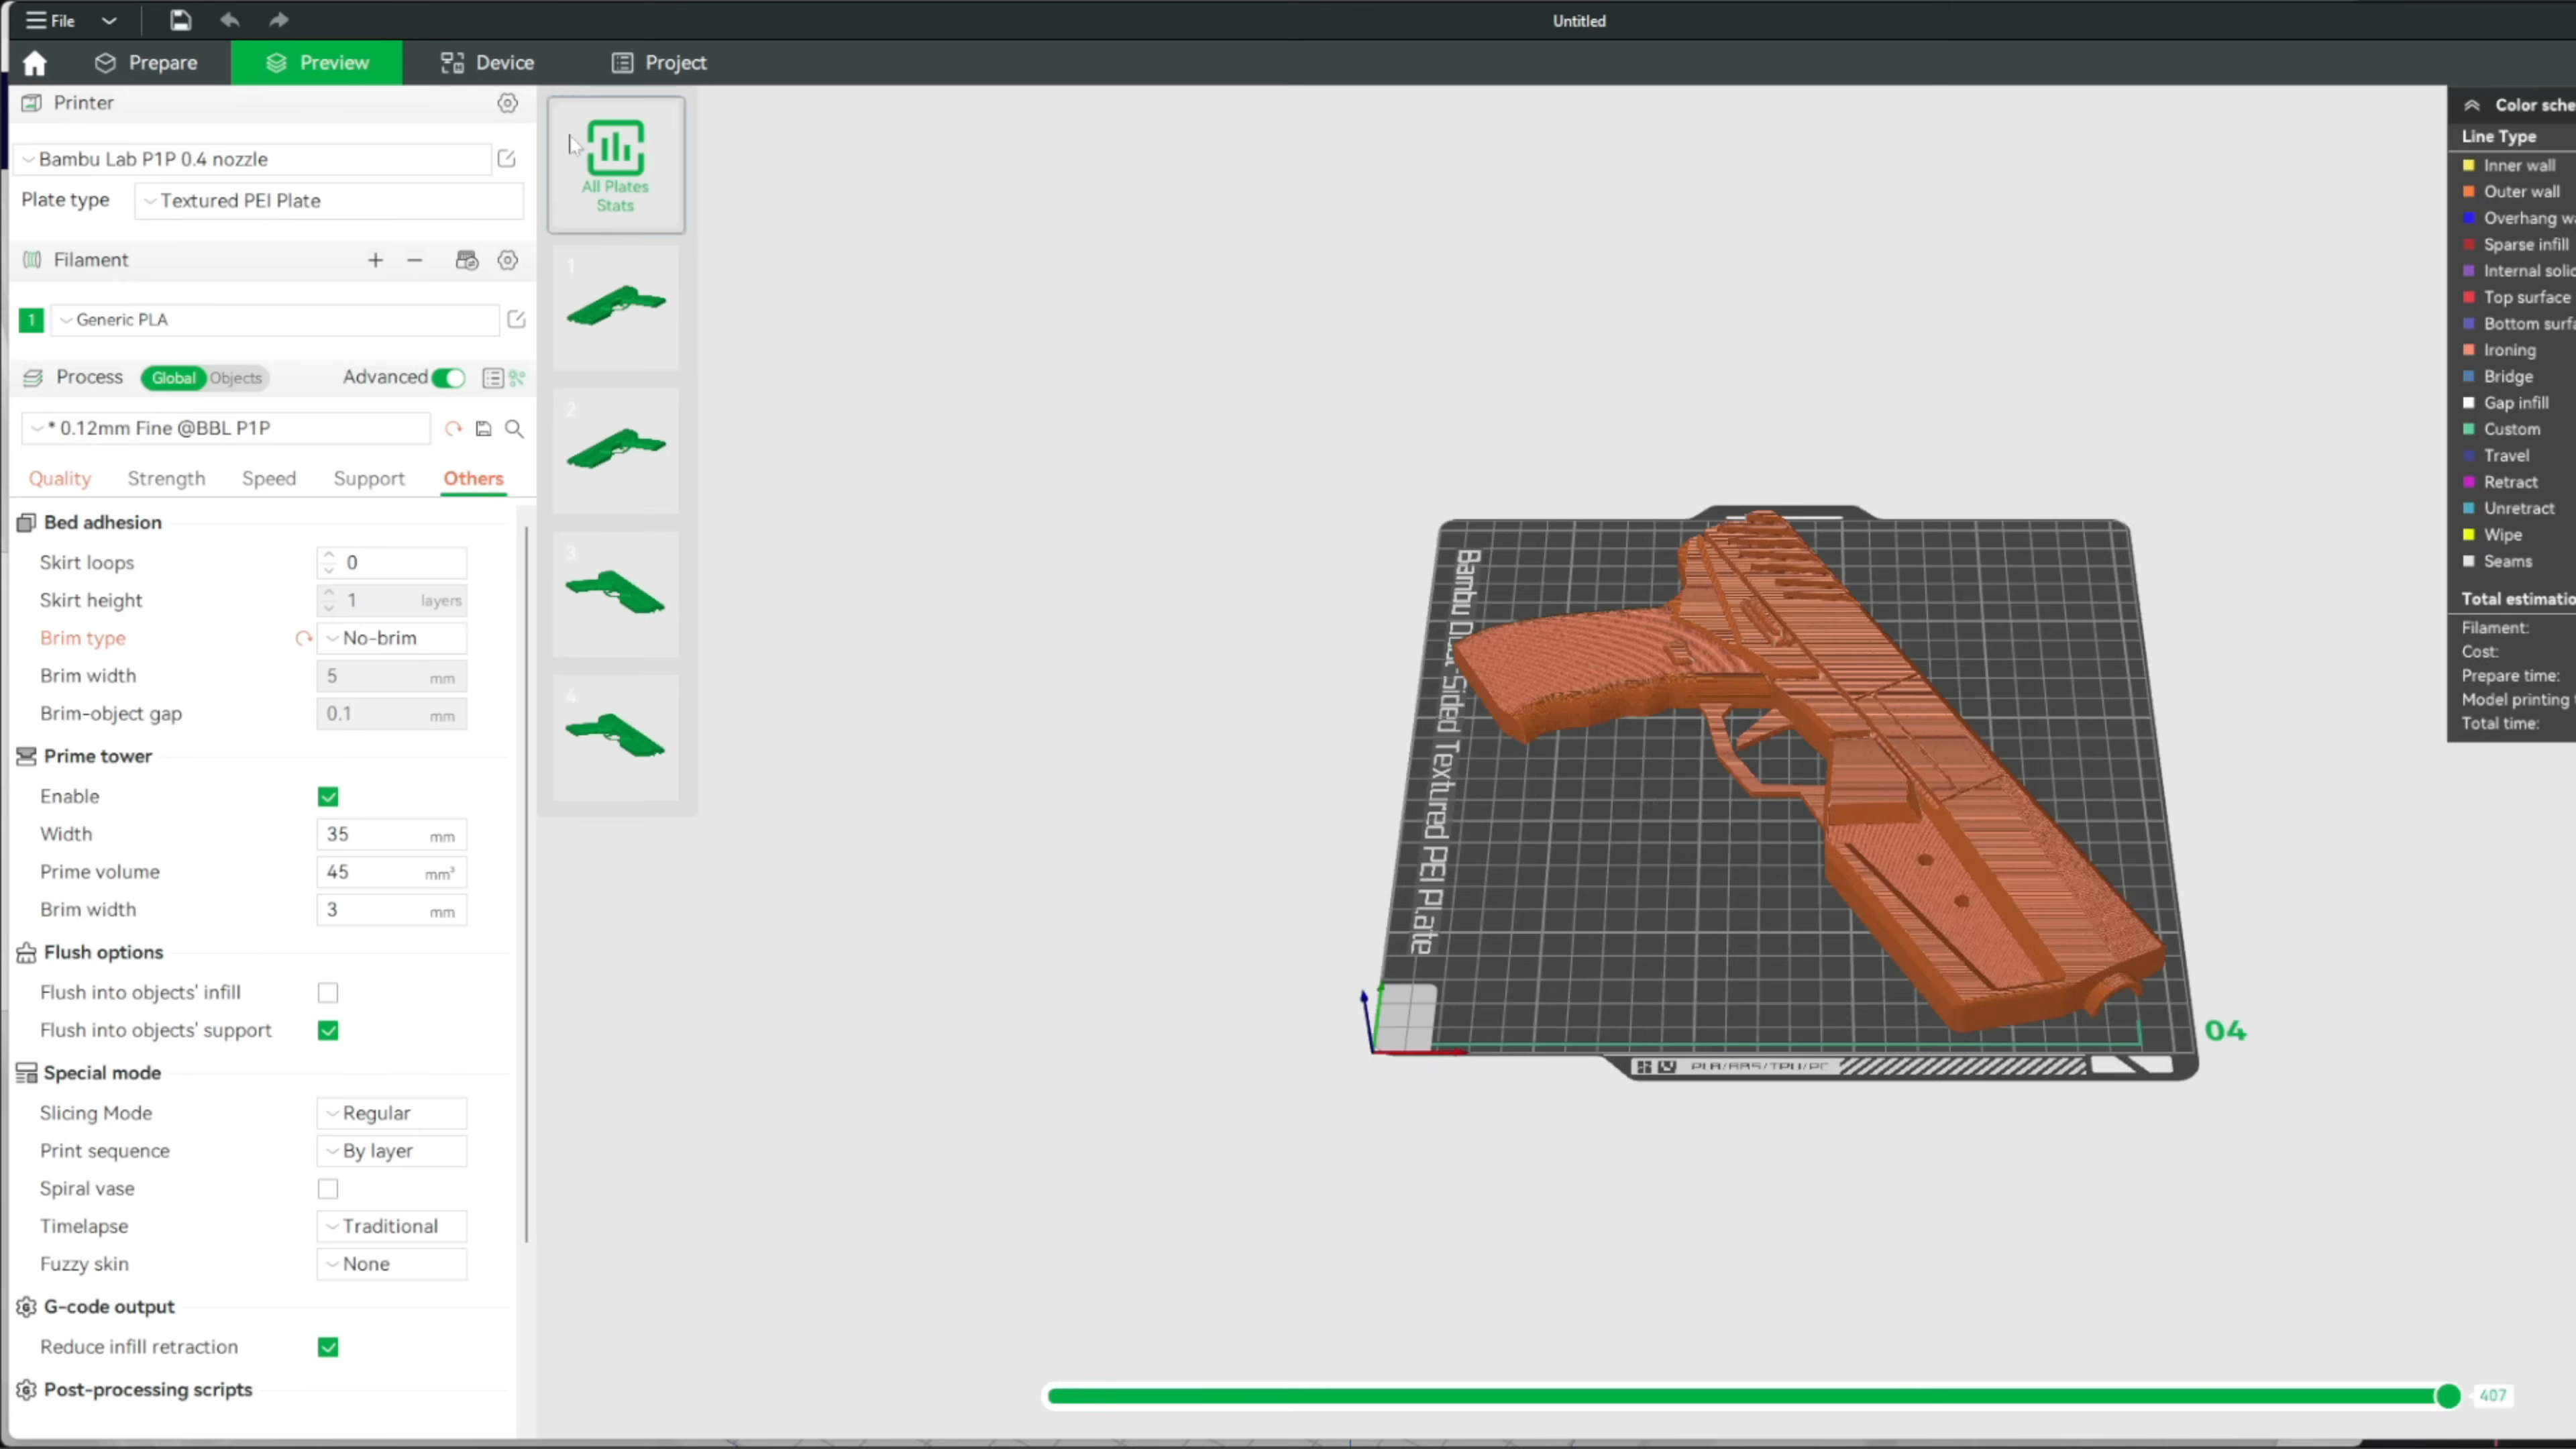 File
Untitled
Prepare
Preview
Device
Project
Printer
Bambu Lab P1P 0.4 nozzle
Plate type
Textured PEI Plate
Filament
1
Generic PLA
Process
Global
Objects
Advanced
* 0.12mm Fine @BBL P1P
Quality
Strength
Speed
Support
Others
Bed adhesion
Skirt loops
0
Skirt height
1 layers
Brim type
No-brim
Brim width
5 mm
Brim-object gap
0.1 mm
Prime tower
Enable
Width
35 mm
Prime volume
45 mm³
Brim width
3 mm
Flush options
Flush into objects' infill
Flush into objects' support
Special mode
Slicing Mode
Regular
Print sequence
By layer
Spiral vase
Timelapse
Traditional
Fuzzy skin
None
G-code output
Reduce infill retraction
Post-processing scripts
All Plates
Stats
1
2
3
4
Textured PEI Plate
04
407
Color sche
Line Type
Inner wall
Outer wall
Overhang wa
Sparse infill
Internal solid
Top surface
Bottom surfa
Ironing
Bridge
Gap infill
Custom
Travel
Retract
Unretract
Wipe
Seams
Total estimatio
Filament:
Cost:
Prepare time:
Model printing
Total time: